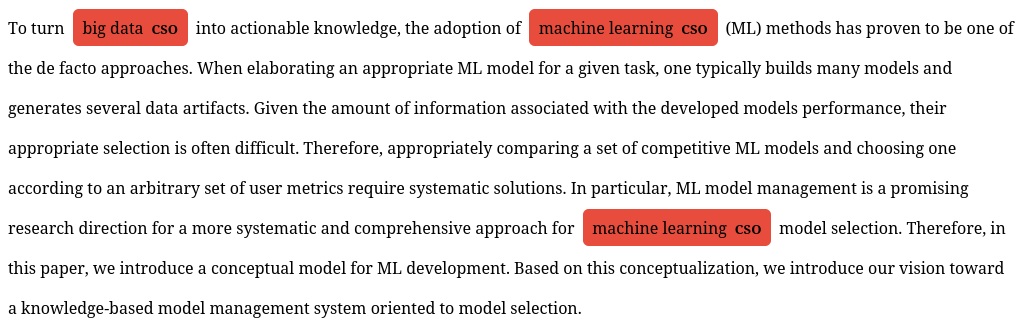 To turn big data CSO into actionable knowledge, the adoption of machine learning CSO (ML) methods has proven to be one of
the de facto approaches. When elaborating an appropriate ML model for a given task, one typically builds many models and
generates several data artifacts. Given the amount of information associated with the developed models performance, their
appropriate selection is often difficult. Therefore, appropriately comparing a set of competitive ML models and choosing one
according to an arbitrary set of user metrics require systematic solutions. In particular, ML model management is a promising
research direction for a more systematic and comprehensive approach for machine learning CSO model selection. Therefore, in
this paper, we introduce a conceptual model for ML development. Based on this conceptualization, we introduce our vision toward
a knowledge-based model management system oriented to model selection.